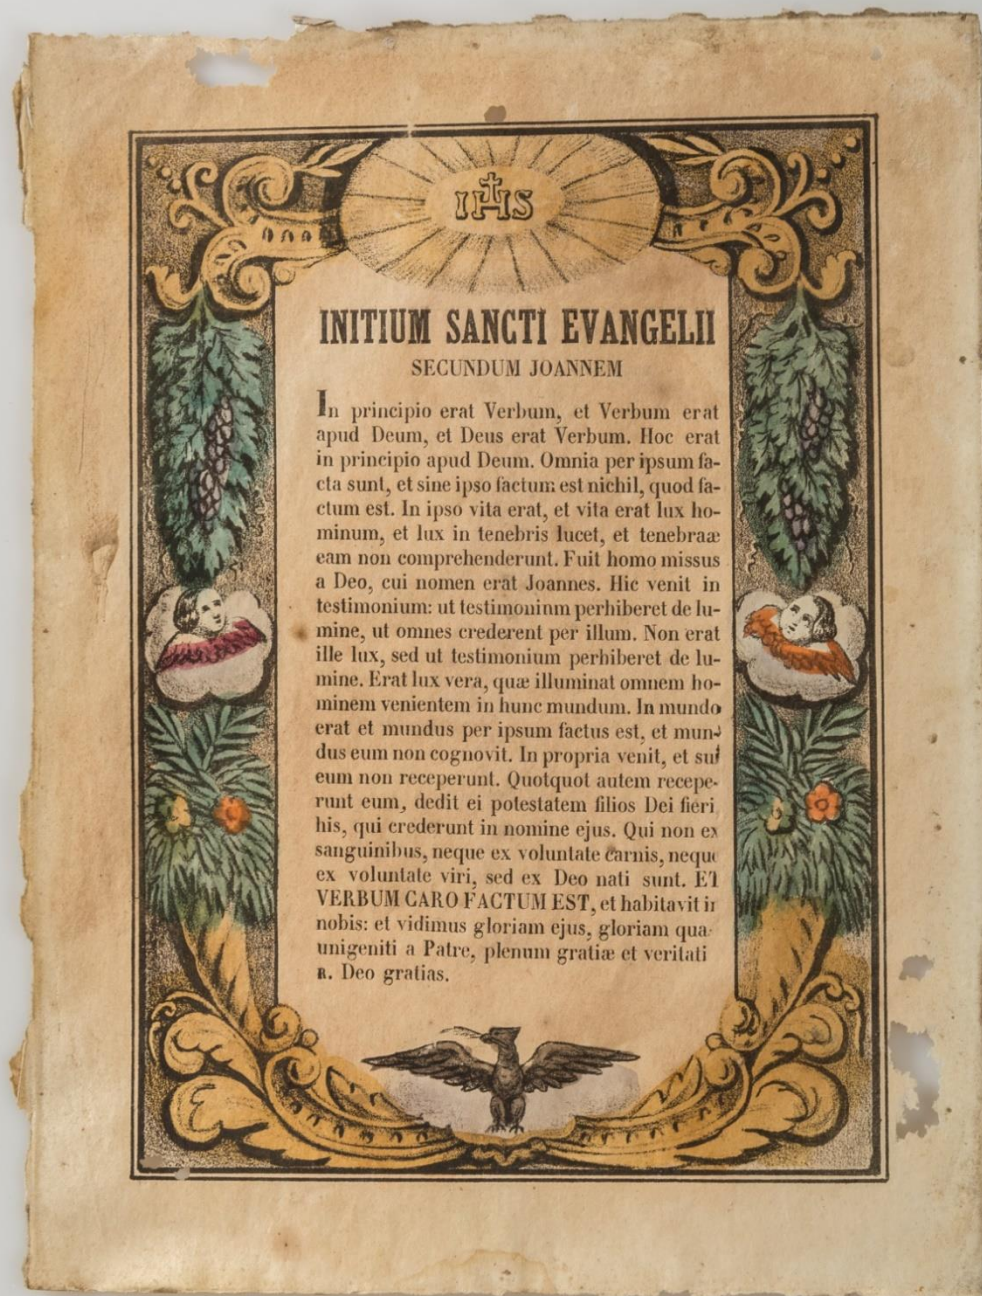 IHS
INITIUM SANCTI EVANGELII
SECUNDUM JOANNEM
In principio erat Verbum, et Verbum erat
apud Deum, et Deus erat Verbum. Hoc erat
in principio apud Deum. Omnia per ipsum fa-
cta sunt, et sine ipso factum est nichil, quod fa-
ctum est. In ipso vita erat, et vita erat lux ho-
minum, et lux in tenebris lucet, et tenebraæ
eam non comprehenderunt. Fuit homo missus
a Deo, cui nomen erat Joannes. Hic venit in
testimonium: ut testimoninm perhiberet de lu-
mine, ut omnes crederent per illum. Non erat
ille lux, sed ut testimonium perhiberet de lu-
mine. Erat lux vera, quæ illuminat omnem ho-
minem venientem in hunc mundum. In mundo
erat et mundus per ipsum factus est, et mun-
dus eum non cognovit. In propria venit, et sui
eum non receperunt. Quotquot autem recepe-
runt eum, dedit ei potestatem filios Dei fieri
his, qui crederent in nomine ejus. Qui non ex
sanguinibus, neque ex voluntate carnis, neque
ex voluntate viri, sed ex Deo nati sunt. ET
VERBUM CARO FACTUM EST, et habitavit in
nobis: et vidimus gloriam ejus, gloriam qua
unigeniti a Patre, plenum gratiæ et veritati
R. Deo gratias.